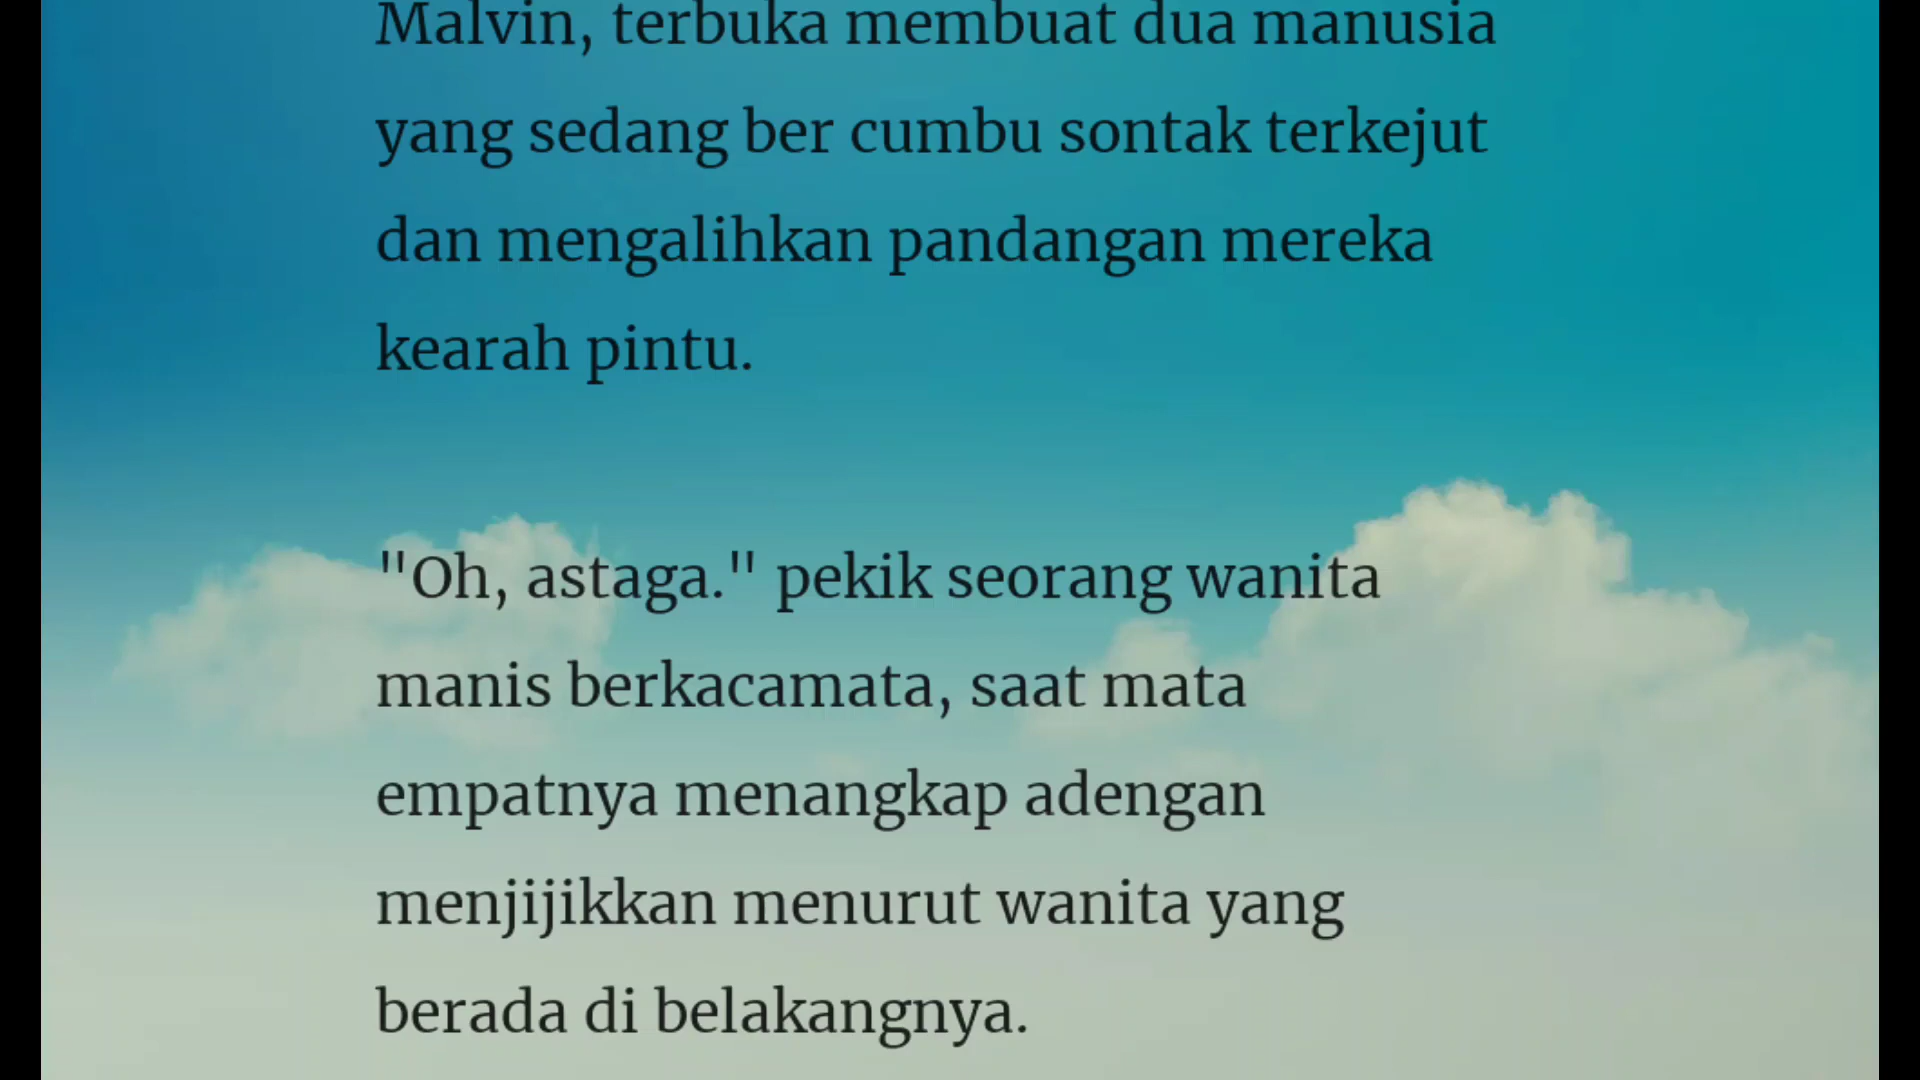 Malvin, terbuka membuat dua manusia
yang sedang ber cumbu sontak terkejut
dan mengalihkan pandangan mereka
kearah pintu.
"Oh, astaga." pekik seorang wanita
manis berkacamata, saat mata
empatnya menangkap adengan
menjijikkan menurut wanita yang
berada di belakangnya.